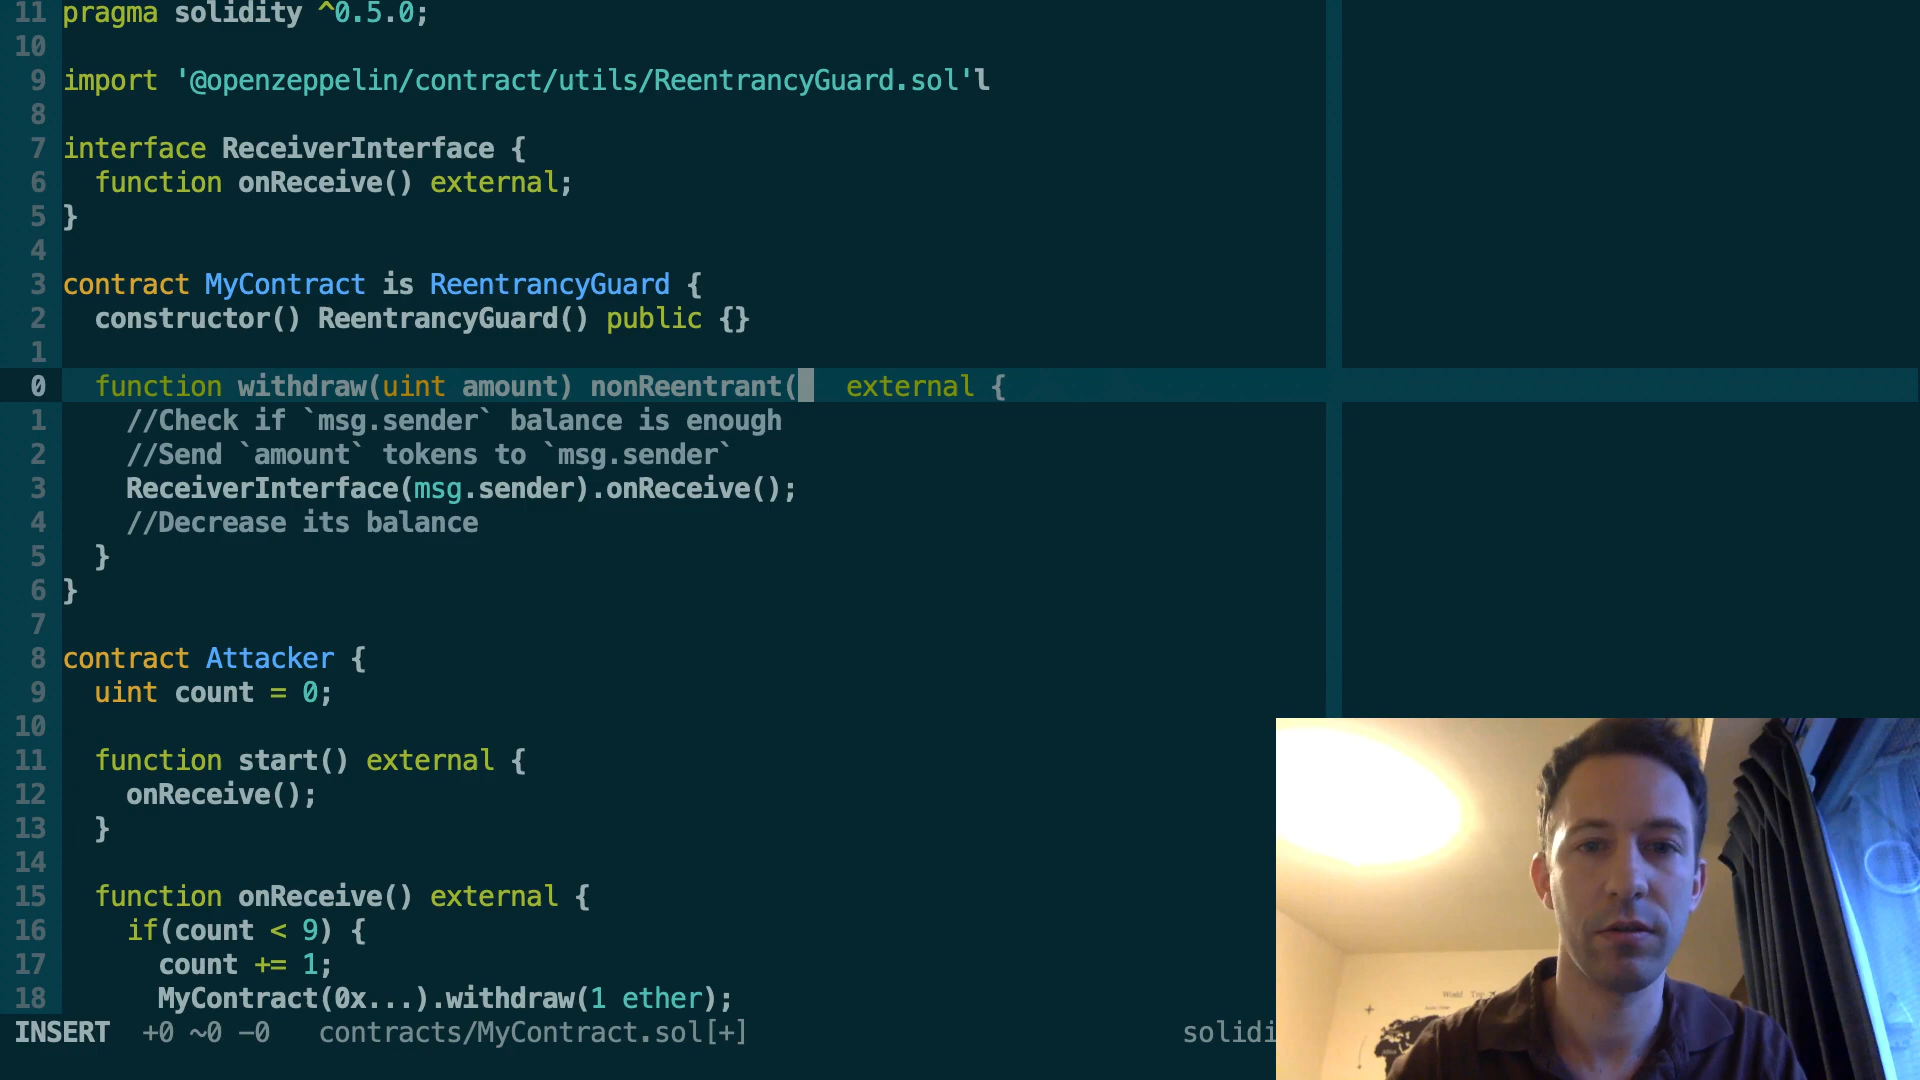 11 pragma solidity ^0.5.0;
10
9 import '@openzeppelin/contract/utils/ReentrancyGuard.sol'l
8
7 interface ReceiverInterface {
6 function onReceive() external;
5 }
4
3 contract MyContract is ReentrancyGuard {
2 constructor() ReentrancyGuard() public {}
1
0 function withdraw(uint amount) nonReentrant( external {
1 //Check if `msg.sender` balance is enough
2 //Send `amount` tokens to `msg.sender`
3 ReceiverInterface(msg.sender).onReceive();
4 //Decrease its balance
5 }
6 }
7
8 contract Attacker {
9 uint count = 0;
10
11 function start() external {
12 onReceive();
13 }
14
15 function onReceive() external {
16 if(count < 9) {
17 count += 1;
18 MyContract(0x...).withdraw(1 ether);
INSERT +0 ~0 -0 contracts/MyContract.sol[+] solidi
World